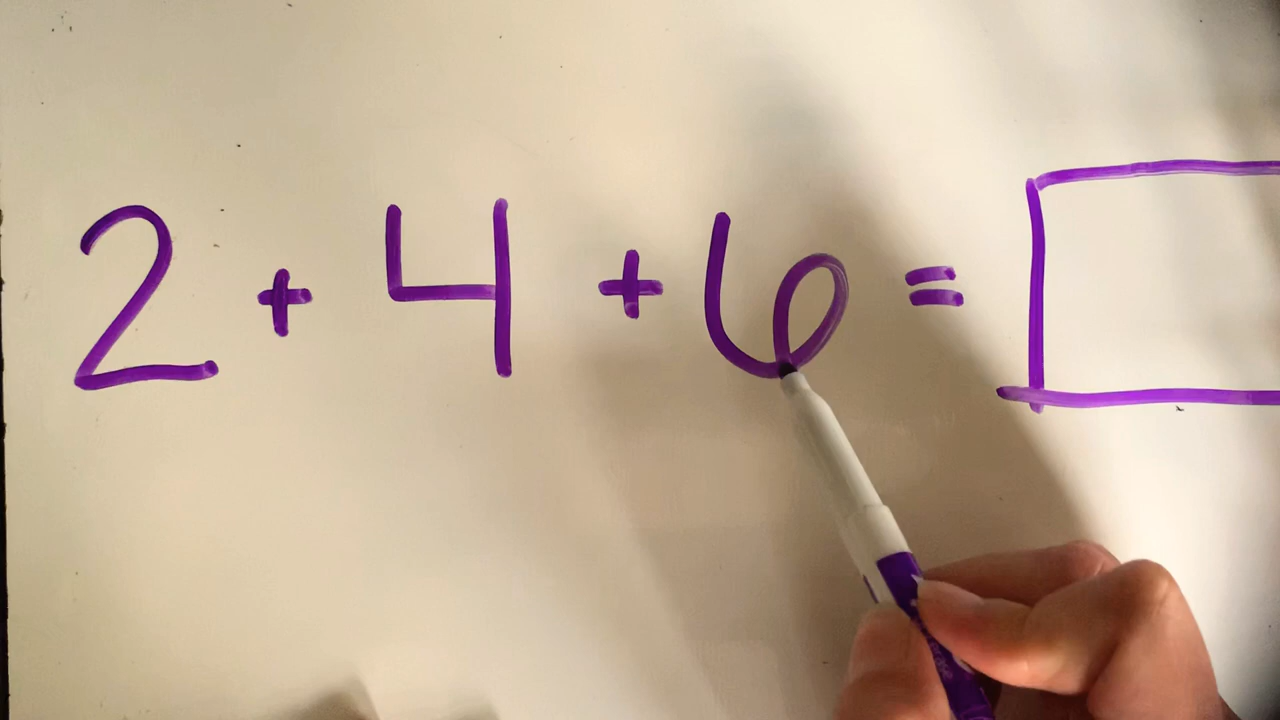 2 + 4 + 6 =